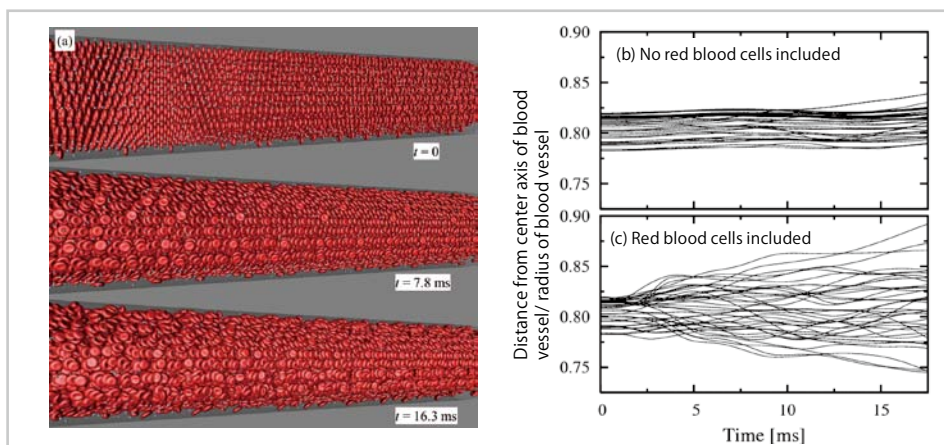 (a)
t = 0
t = 7.8 ms
t = 16.3 ms
Distance from center axis of blood
vessel/ radius of blood vessel
(b) No red blood cells included
0.90
0.85
0.80
0.75
(c) Red blood cells included
0.90
0.85
0.80
0.75
0
5
10
15
Time [ms]